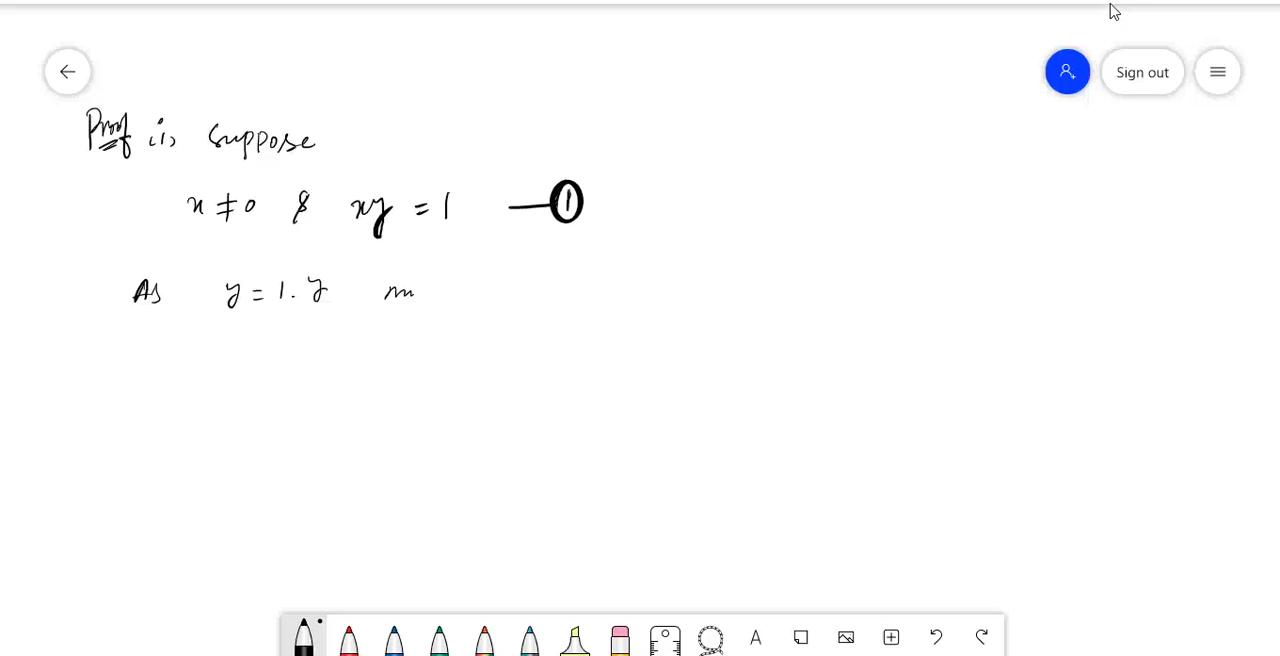 Sign out
Proof (i) suppose
x ≠ 0 & xy = 1 —①
As y = 1. y
A